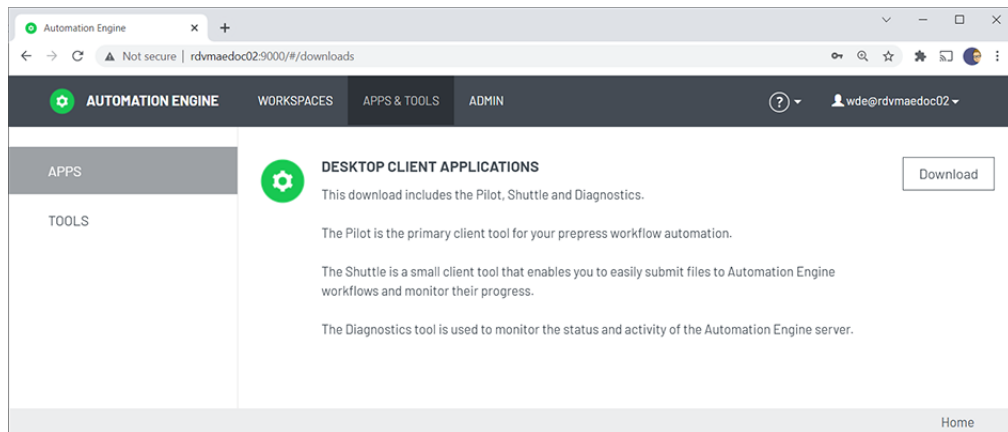 Automation Engine
Not secure | rdvmaedoc02:9000/#/downloads
AUTOMATION ENGINE WORKSPACES APPS & TOOLS ADMIN ? wde@rdvmaedoc02
APPS
TOOLS
DESKTOP CLIENT APPLICATIONS
Download
This download includes the Pilot, Shuttle and Diagnostics.
The Pilot is the primary client tool for your prepress workflow automation.
The Shuttle is a small client tool that enables you to easily submit files to Automation Engine
workflows and monitor their progress.
The Diagnostics tool is used to monitor the status and activity of the Automation Engine server.
Home